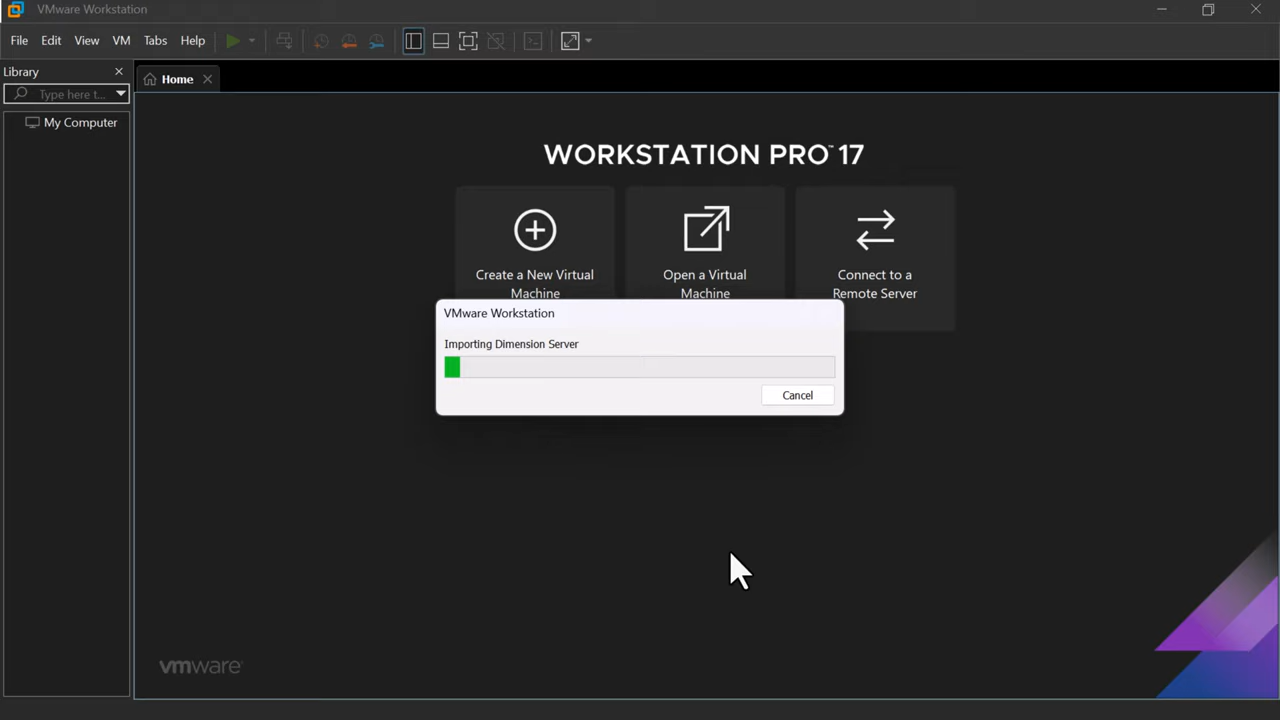 VMware Workstation
File Edit View VM Tabs Help
Library
Home
Type here t...
My Computer
WORKSTATION PRO™ 17
Create a New Virtual
Machine
Open a Virtual
Machine
Connect to a
Remote Server
VMware Workstation
Importing Dimension Server
Cancel
vmware®